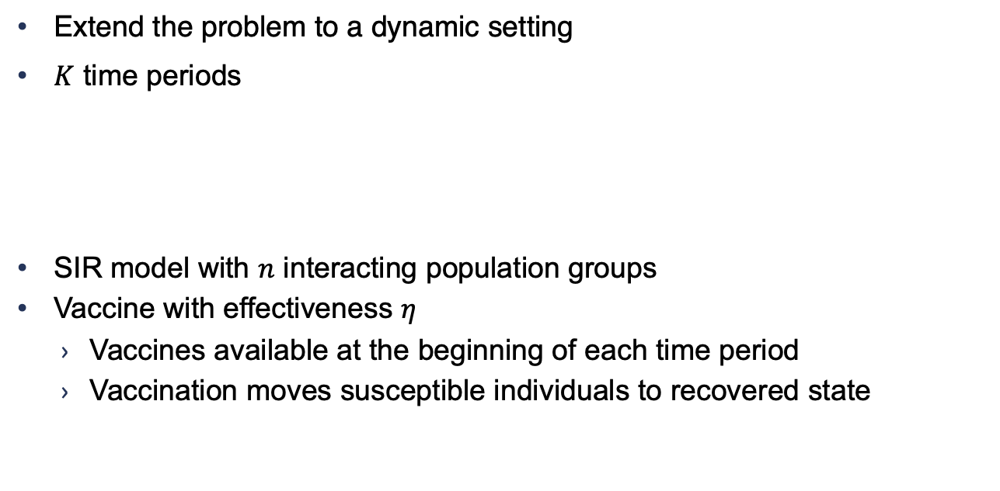 • Extend the problem to a dynamic setting
• K time periods
• SIR model with n interacting population groups
• Vaccine with effectiveness η
› Vaccines available at the beginning of each time period
› Vaccination moves susceptible individuals to recovered state